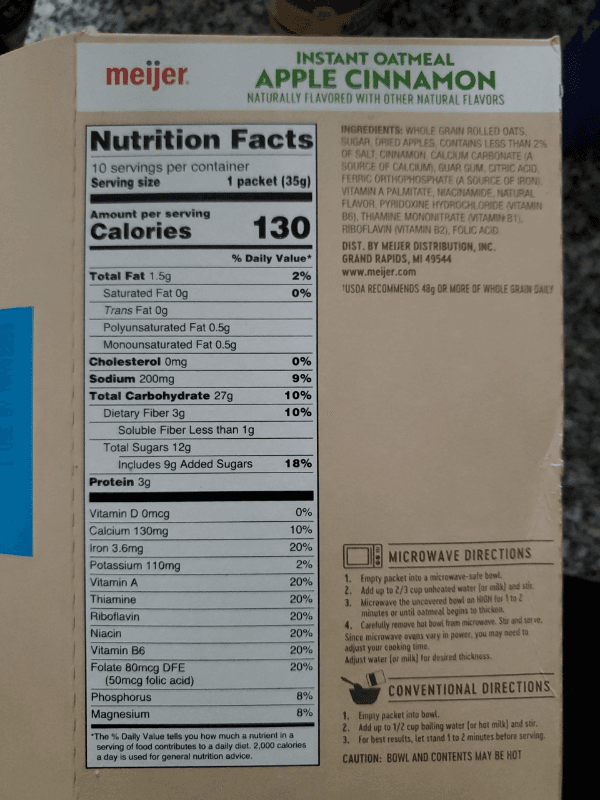 meijer
INSTANT OATMEAL
APPLE CINNAMON
NATURALLY FLAVORED WITH OTHER NATURAL FLAVORS
Nutrition Facts
10 servings per container
Serving size 1 packet (35g)
Amount per serving
Calories 130
% Daily Value*
Total Fat 1.5g 2%
Saturated Fat 0g 0%
Trans Fat 0g
Polyunsaturated Fat 0.5g
Monounsaturated Fat 0.5g
Cholesterol 0mg 0%
Sodium 200mg 9%
Total Carbohydrate 27g 10%
Dietary Fiber 3g 10%
Soluble Fiber Less than 1g
Total Sugars 12g
Includes 9g Added Sugars 18%
Protein 3g
Vitamin D 0mcg 0%
Calcium 130mg 10%
Iron 3.6mg 20%
Potassium 110mg 2%
Vitamin A 20%
Thiamine 20%
Riboflavin 20%
Niacin 20%
Vitamin B6 20%
Folate 80mcg DFE 20%
(50mcg folic acid)
Phosphorus 8%
Magnesium 8%
*The % Daily Value tells you how much a nutrient in a
serving of food contributes to a daily diet. 2,000 calories
a day is used for general nutrition advice.
INGREDIENTS: WHOLE GRAIN ROLLED OATS,
SUGAR, DRIED APPLES, CONTAINS LESS THAN 2%
OF SALT, CINNAMON, CALCIUM CARBONATE (A
SOURCE OF CALCIUM), GUAR GUM, CITRIC ACID,
FERRIC ORTHOPHOSPHATE (A SOURCE OF IRON),
VITAMIN A PALMITATE, NIACINAMIDE, NATURAL
FLAVOR, PYRIDOXINE HYDROCHLORIDE (VITAMIN
B6), THIAMINE MONONITRATE (VITAMIN B1),
RIBOFLAVIN (VITAMIN B2), FOLIC ACID
DIST. BY MEIJER DISTRIBUTION, INC.
GRAND RAPIDS, MI 49544
www.meijer.com
†USDA RECOMMENDS 48g OR MORE OF WHOLE GRAIN DAILY
MICROWAVE DIRECTIONS
1. Empty packet into a microwave-safe bowl.
2. Add up to 2/3 cup unheated water (or milk) and stir.
3. Microwave the uncovered bowl on HIGH for 1 to 2
minutes or until oatmeal begins to thicken.
4. Carefully remove hot bowl from microwave. Stir and serve.
Since microwave ovens vary in power, you may need to
adjust your cooking time.
Adjust water (or milk) for desired thickness.
CONVENTIONAL DIRECTIONS
1. Empty packet into bowl.
2. Add up to 1/2 cup boiling water (or hot milk) and stir.
3. For best results, let stand 1 to 2 minutes before serving.
CAUTION: BOWL AND CONTENTS MAY BE HOT